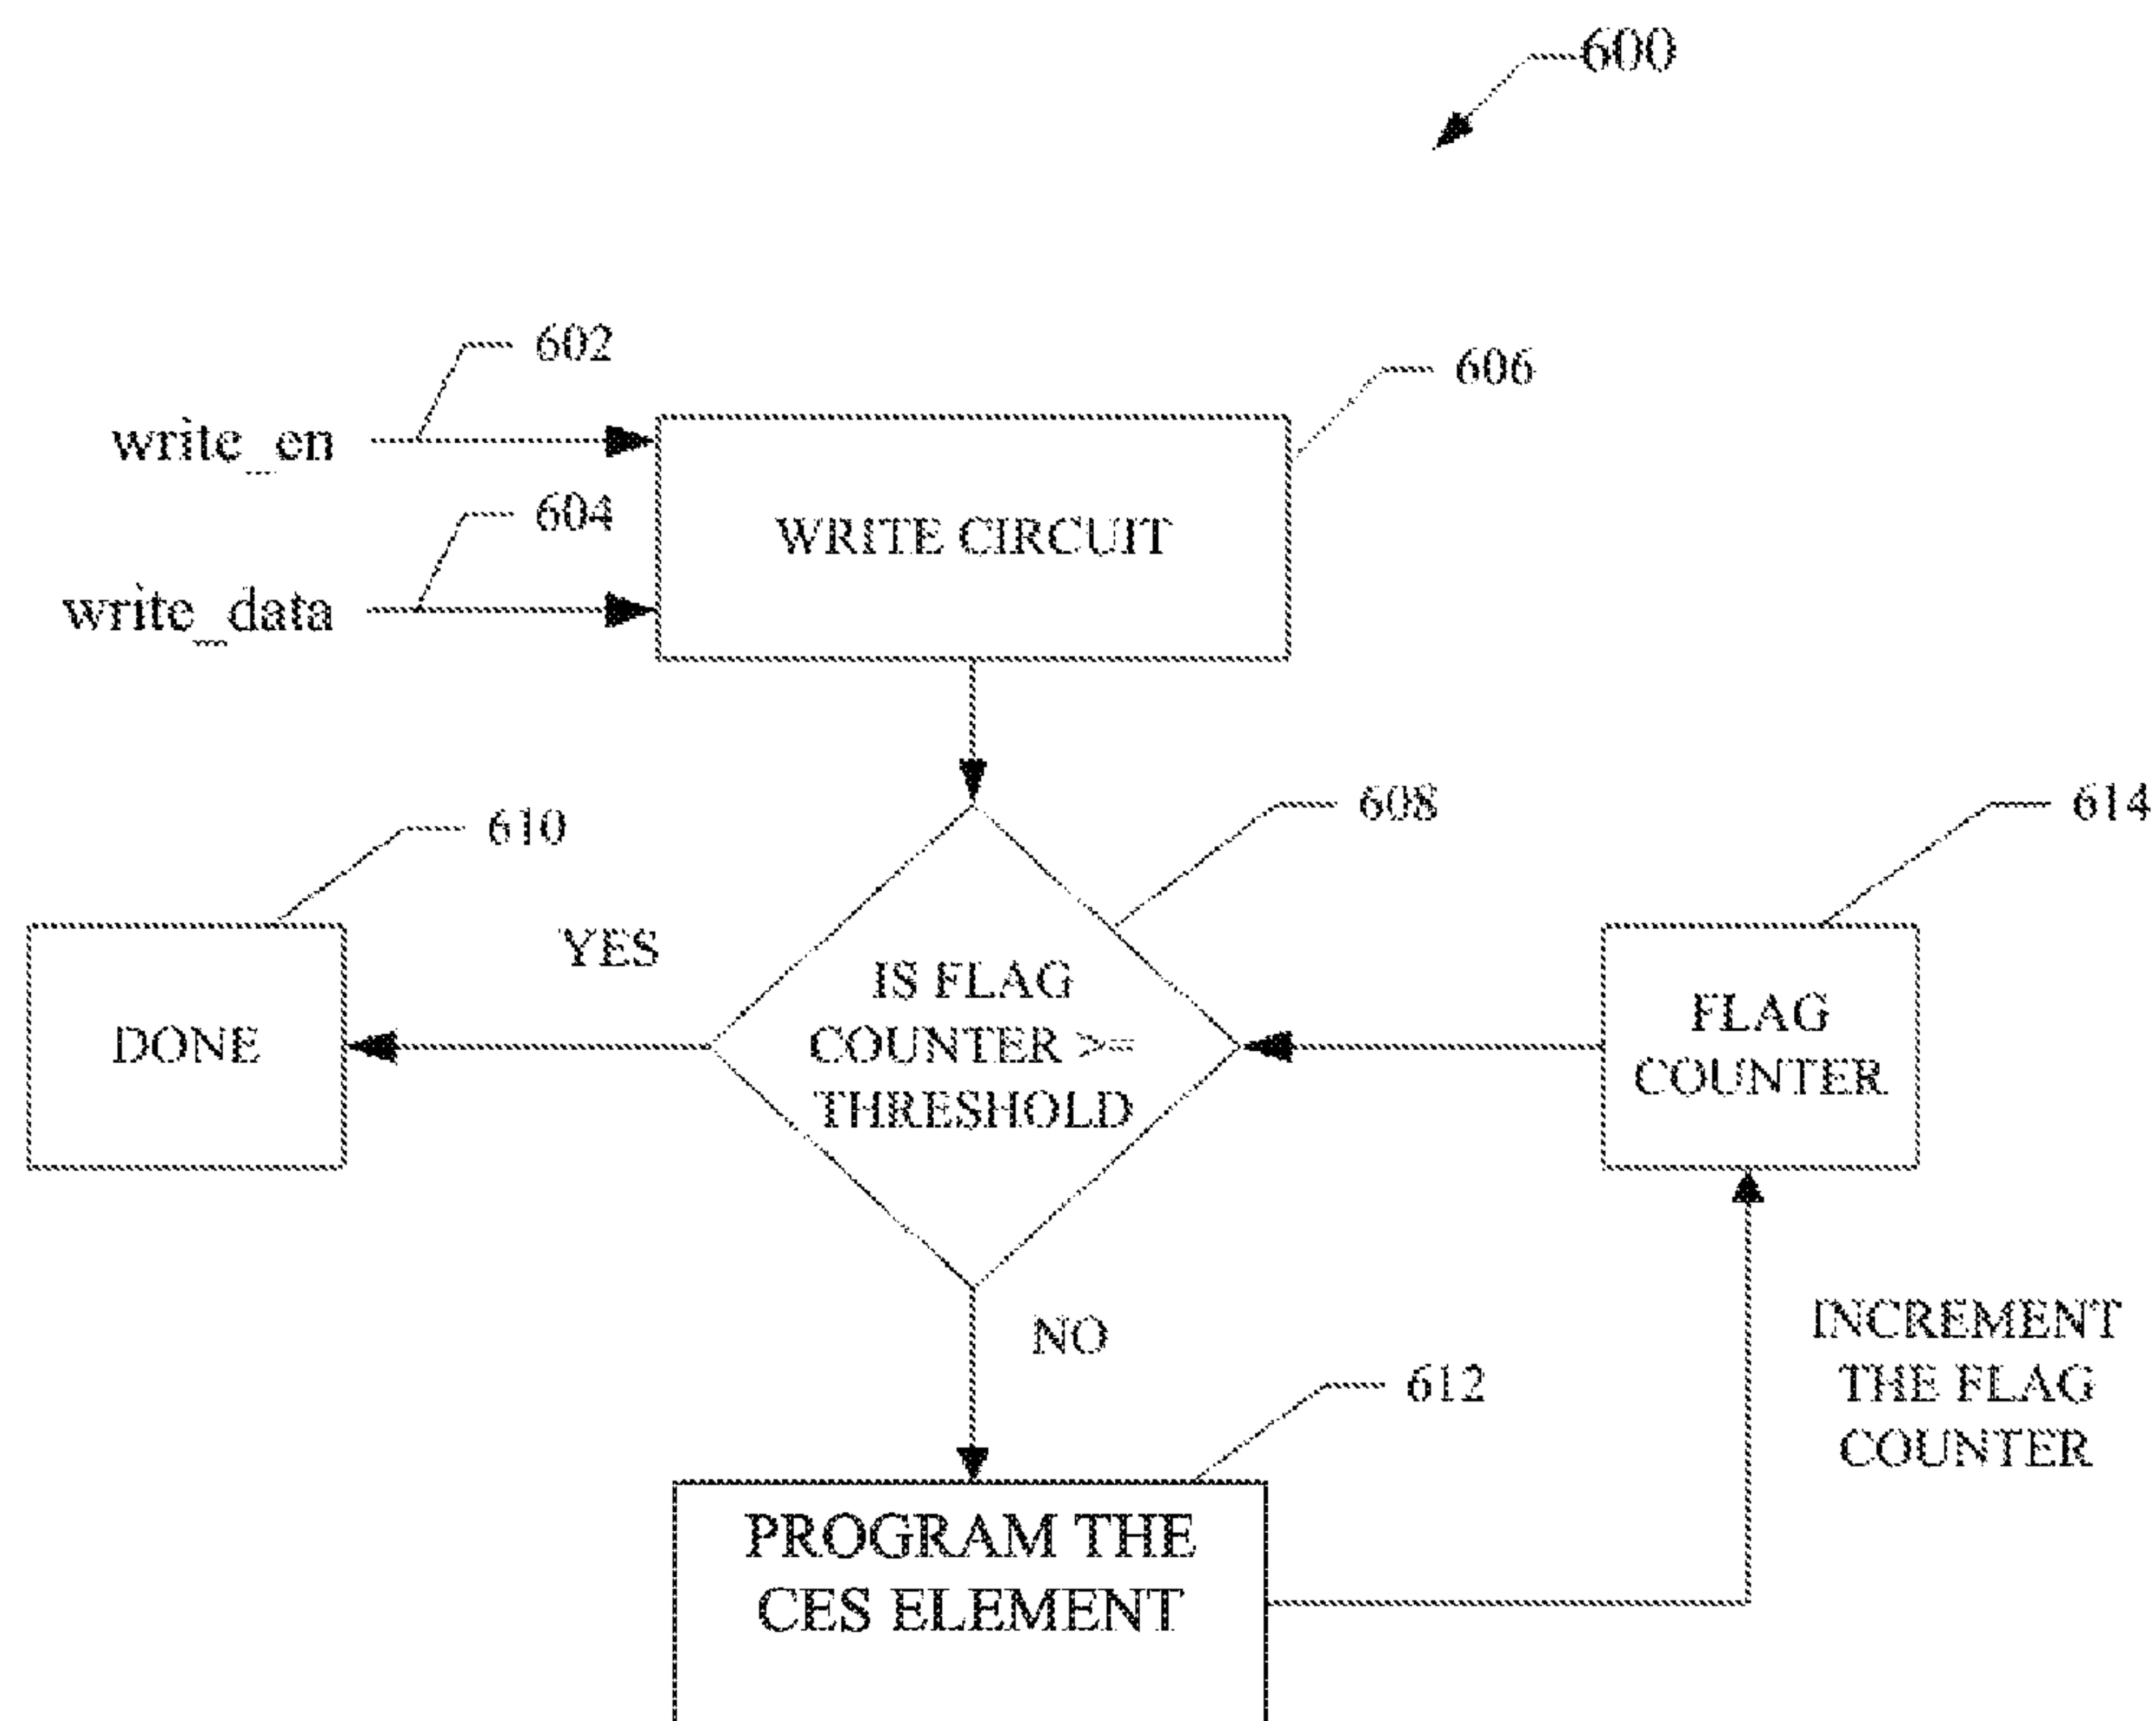 600
602
606
write_en
604
WRITE CIRCUIT
write_data
608
614
610
YES
IS FLAG
COUNTER >=
THRESHOLD
DONE
FLAG
COUNTER
NO
INCREMENT
THE FLAG
COUNTER
612
PROGRAM THE
CES ELEMENT